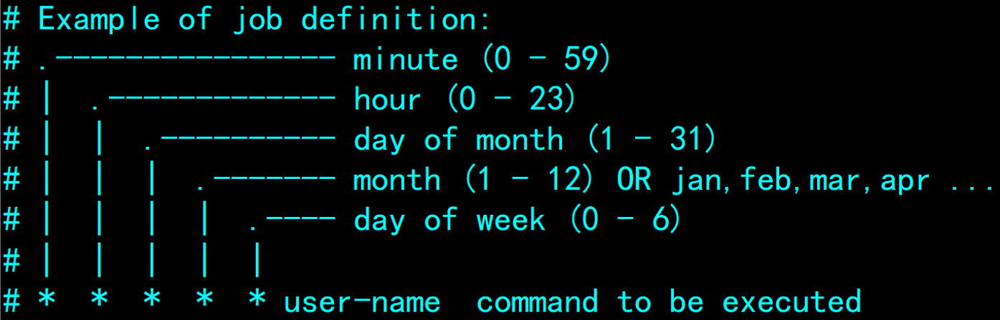 # Example of job definition:
# .---------------- minute (0 - 59)
# |  .------------- hour (0 - 23)
# |  |  .---------- day of month (1 - 31)
# |  |  |  .------- month (1 - 12) OR jan,feb,mar,apr ...
# |  |  |  |  .---- day of week (0 - 6)
# |  |  |  |  |
# *  *  *  *  * user-name  command to be executed